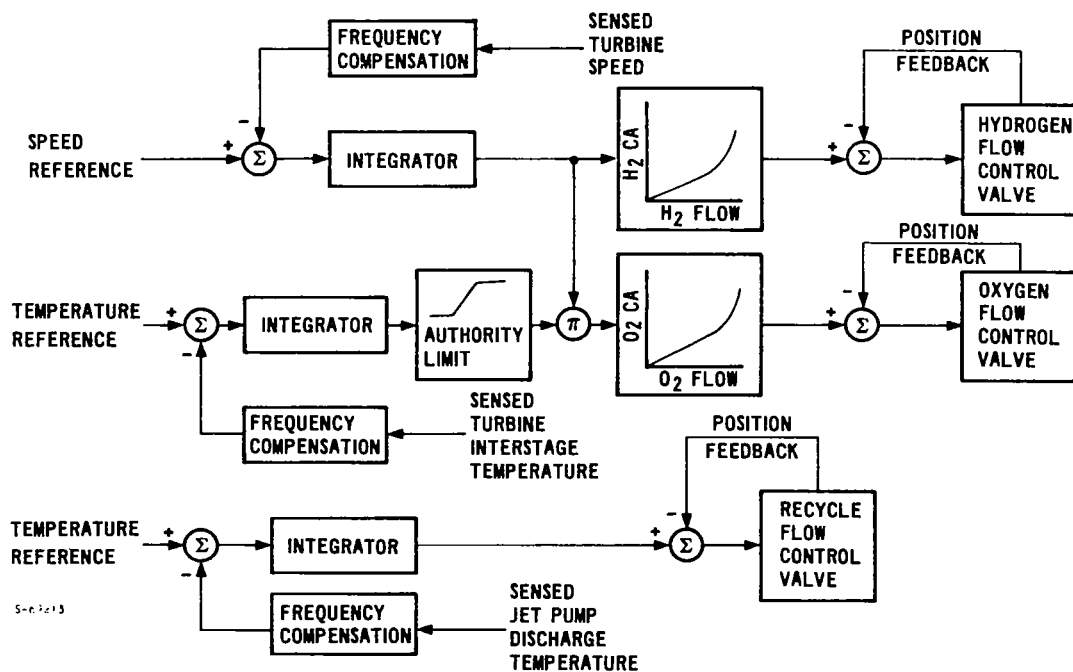 FREQUENCY
COMPENSATION
SENSED
TURBINE
SPEED
POSITION
FEEDBACK
SPEED
REFERENCE
+
-
Σ
INTEGRATOR
H2 CA
H2 FLOW
+
-
Σ
HYDROGEN
FLOW
CONTROL
VALVE
TEMPERATURE
REFERENCE
+
-
Σ
INTEGRATOR
AUTHORITY
LIMIT
π
O2 CA
O2 FLOW
POSITION
FEEDBACK
+
-
Σ
OXYGEN
FLOW
CONTROL
VALVE
FREQUENCY
COMPENSATION
SENSED
TURBINE
INTERSTAGE
TEMPERATURE
POSITION
FEEDBACK
TEMPERATURE
REFERENCE
+
-
Σ
INTEGRATOR
+
-
Σ
RECYCLE
FLOW
CONTROL
VALVE
FREQUENCY
COMPENSATION
SENSED
JET PUMP
DISCHARGE
TEMPERATURE